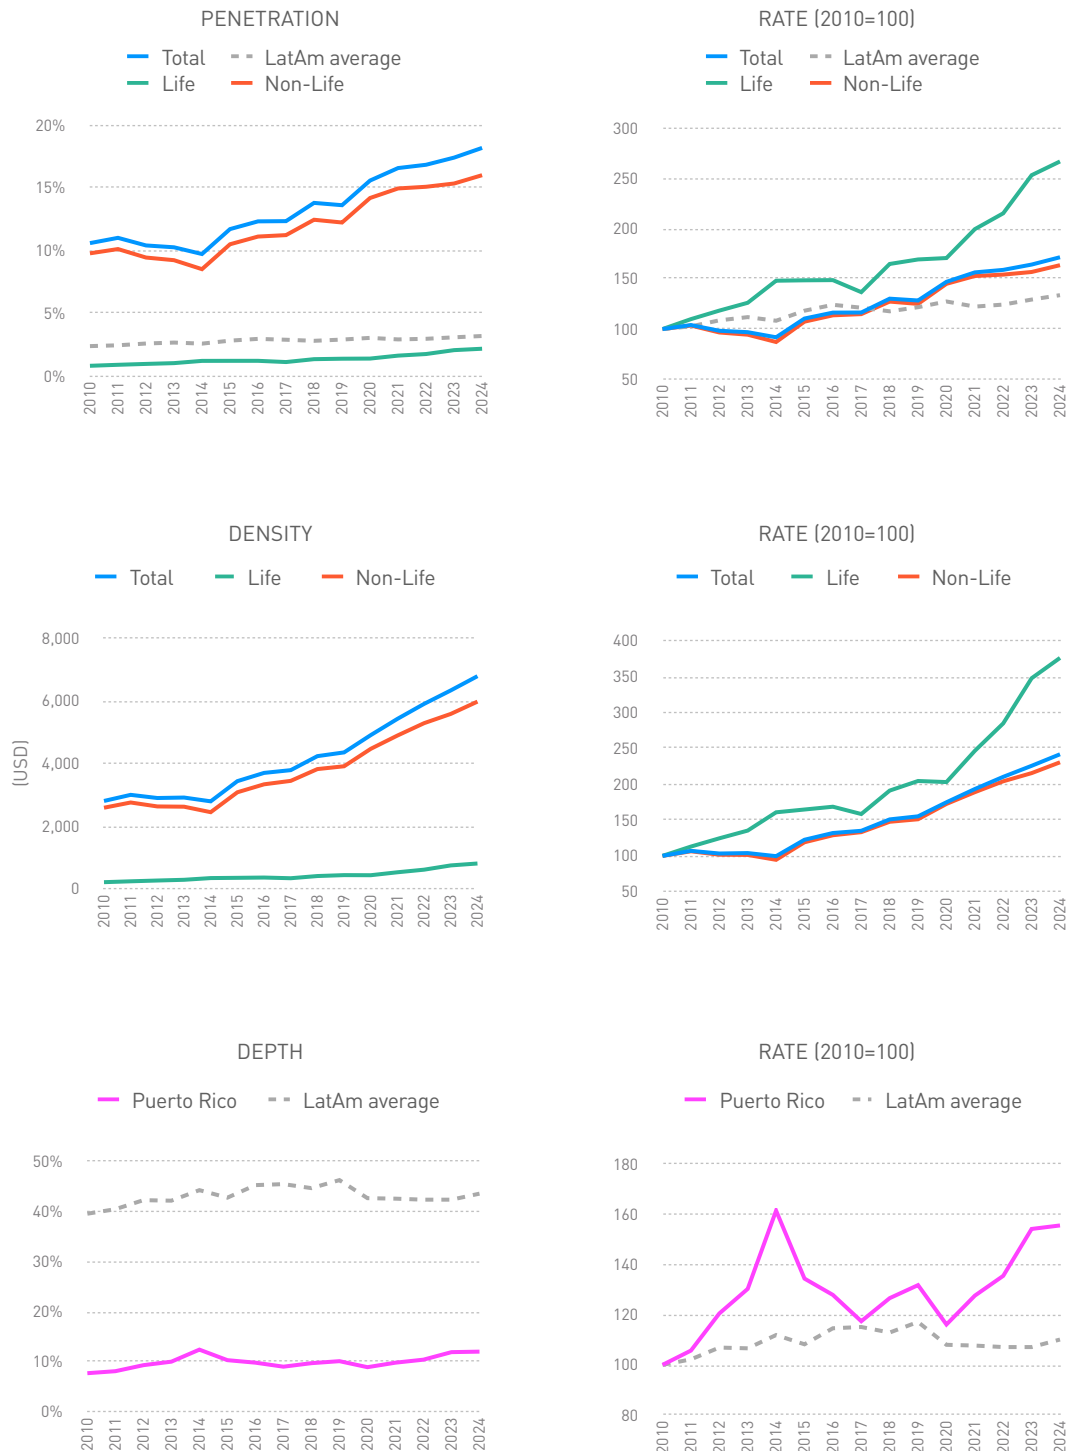 PENETRATION
Total LatAm average
Life Non-Life
20%
15%
10%
5%
0%
2010 2011 2012 2013 2014 2015 2016 2017 2018 2019 2020 2021 2022 2023 2024
RATE (2010=100)
Total LatAm average
Life Non-Life
300
250
200
150
100
50
2010 2011 2012 2013 2014 2015 2016 2017 2018 2019 2020 2021 2022 2023 2024
DENSITY
Total Life Non-Life
(USD)
8,000
6,000
4,000
2,000
0
2010 2011 2012 2013 2014 2015 2016 2017 2018 2019 2020 2021 2022 2023 2024
RATE (2010=100)
Total Life Non-Life
400
350
300
250
200
150
100
50
2010 2011 2012 2013 2014 2015 2016 2017 2018 2019 2020 2021 2022 2023 2024
DEPTH
Puerto Rico LatAm average
50%
40%
30%
20%
10%
0%
2010 2011 2012 2013 2014 2015 2016 2017 2018 2019 2020 2021 2022 2023 2024
RATE (2010=100)
Puerto Rico LatAm average
180
160
140
120
100
80
2010 2011 2012 2013 2014 2015 2016 2017 2018 2019 2020 2021 2022 2023 2024